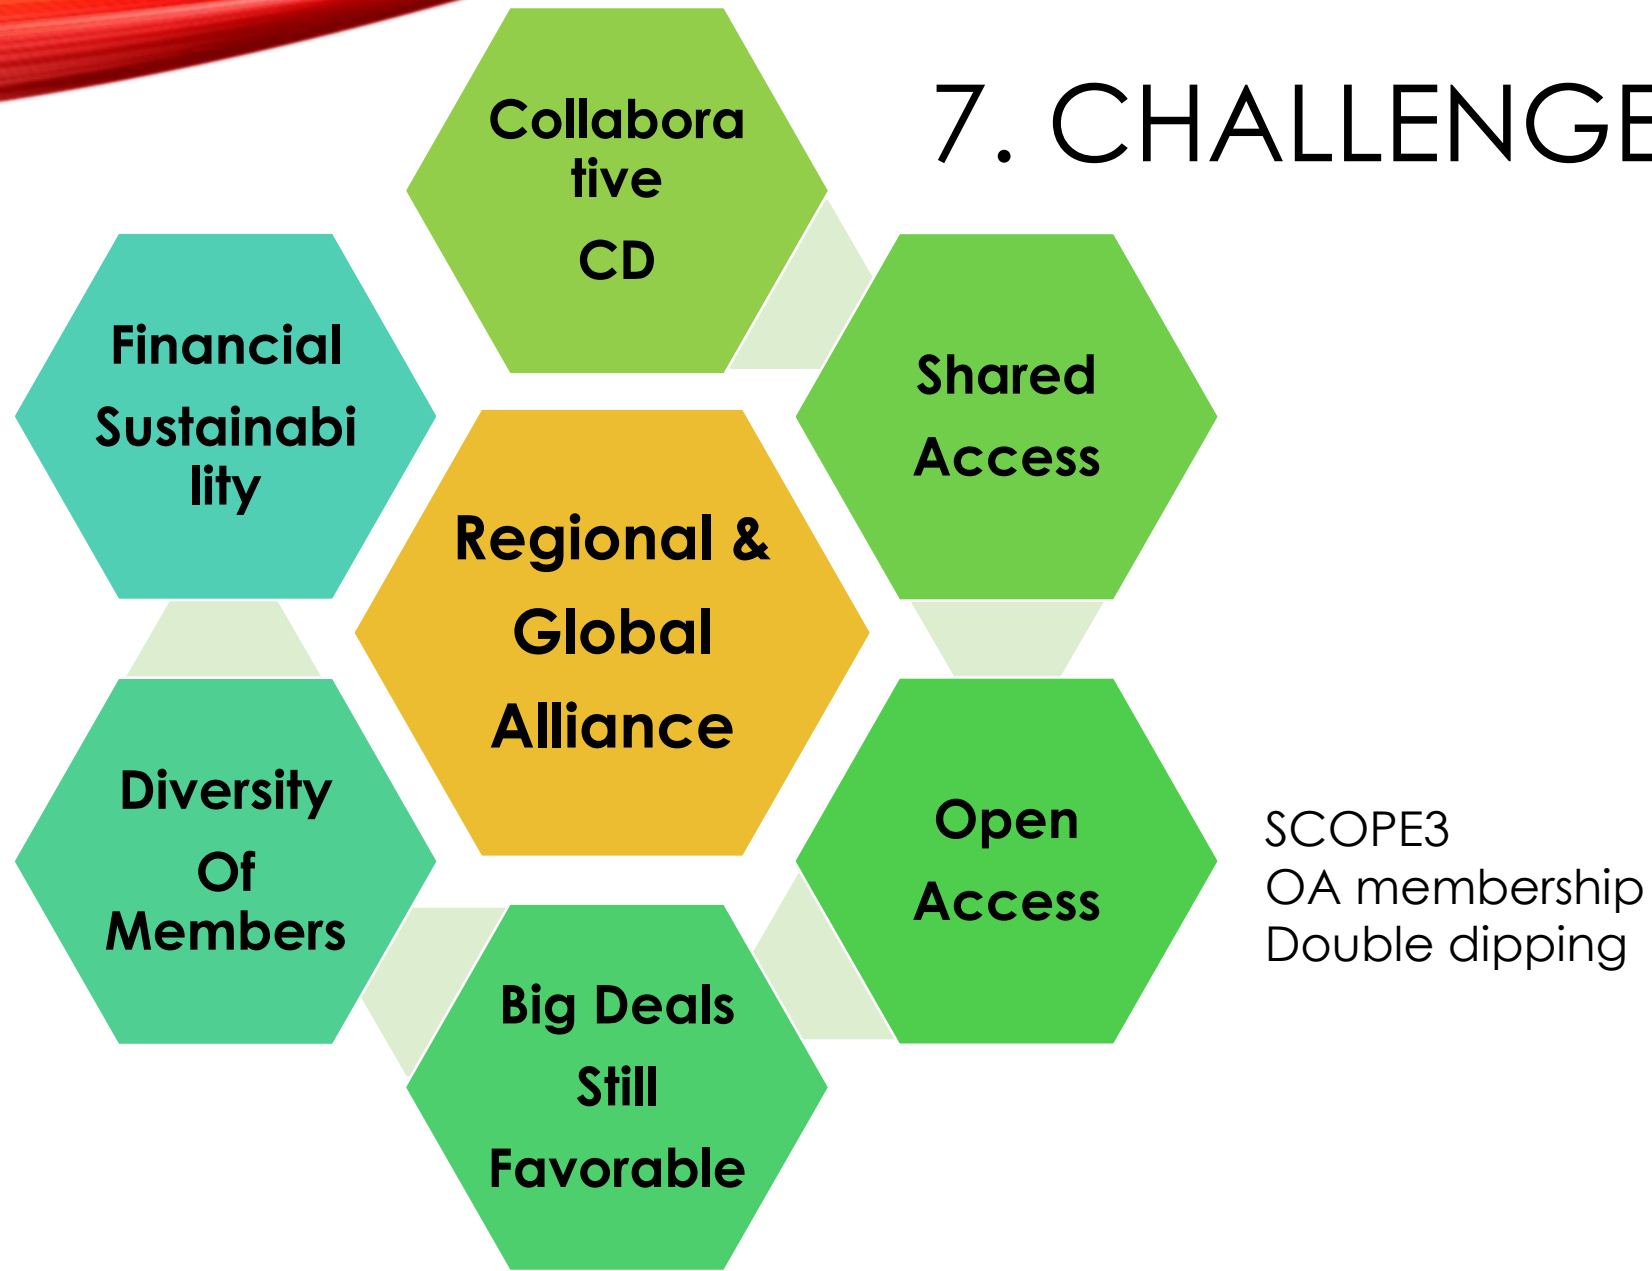 7. CHALLENGE
Collabora
tive
CD
Shared
Access
Open
Access
SCOPE3
OA membership
Double dipping
Big Deals
Still
Favorable
Diversity
Of
Members
Financial
Sustainabi
lity
Regional &
Global
Alliance